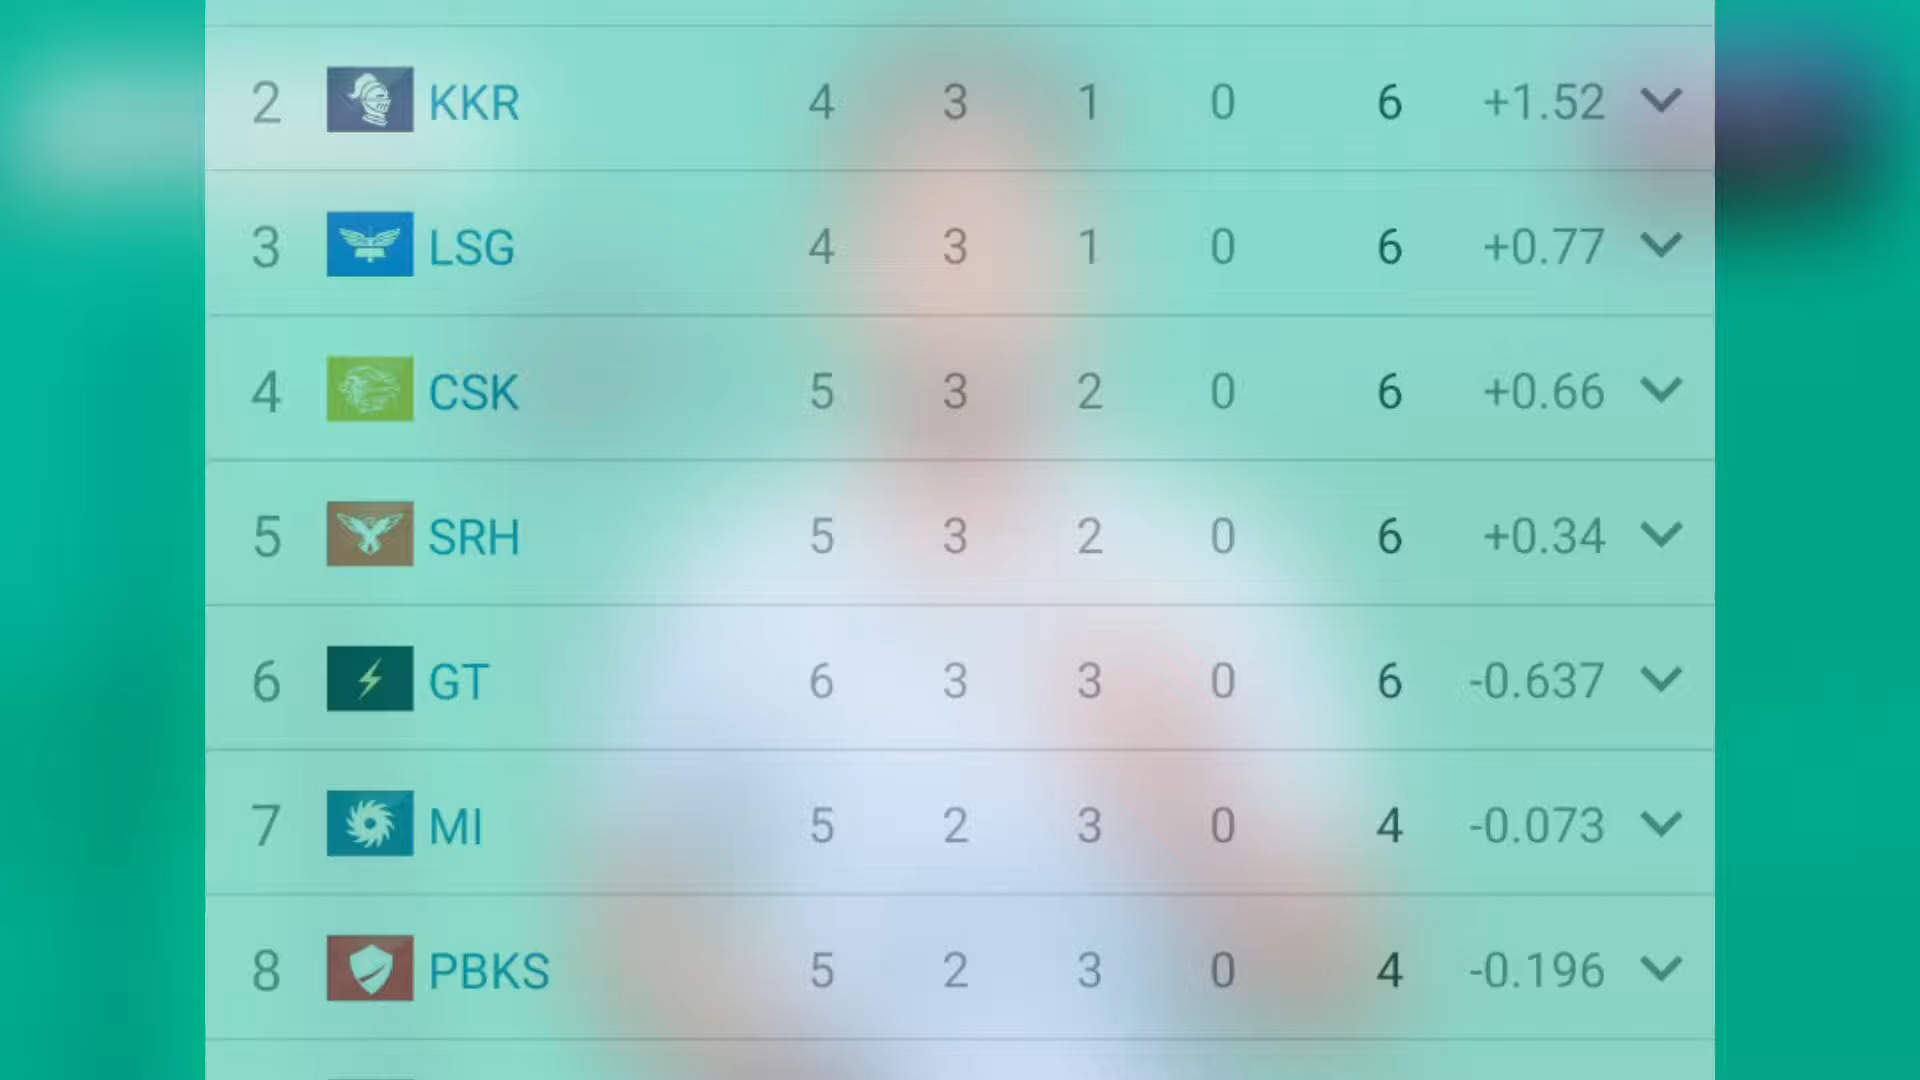 2 KKR 4 3 1 0 6 +1.52
3 LSG 4 3 1 0 6 +0.77
4 CSK 5 3 2 0 6 +0.66
5 SRH 5 3 2 0 6 +0.34
6 GT 6 3 3 0 6 -0.637
7 MI 5 2 3 0 4 -0.073
8 PBKS 5 2 3 0 4 -0.196